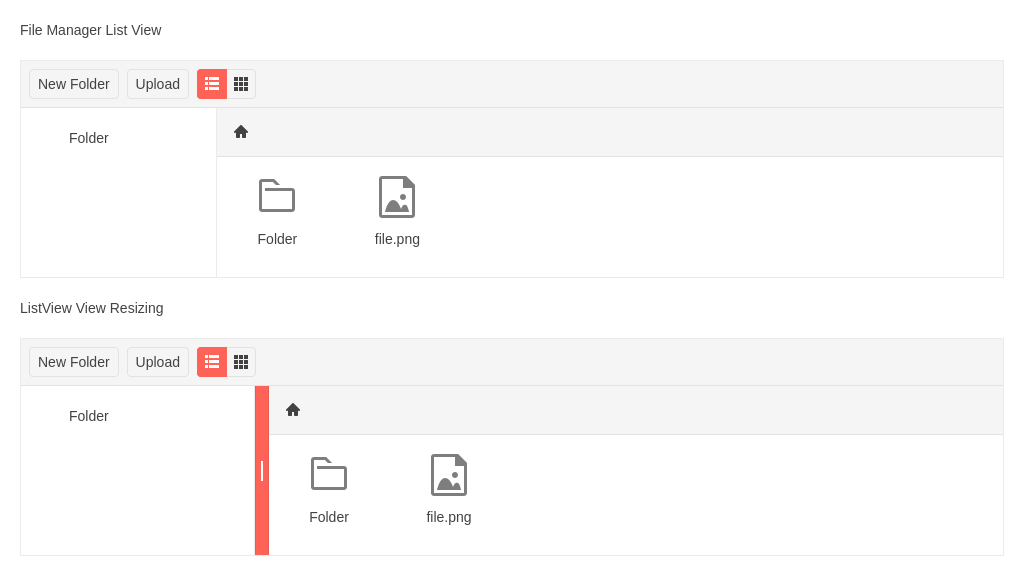 File Manager List View
New Folder Upload
Folder
Folder file.png
ListView View Resizing
New Folder Upload
Folder
Folder file.png